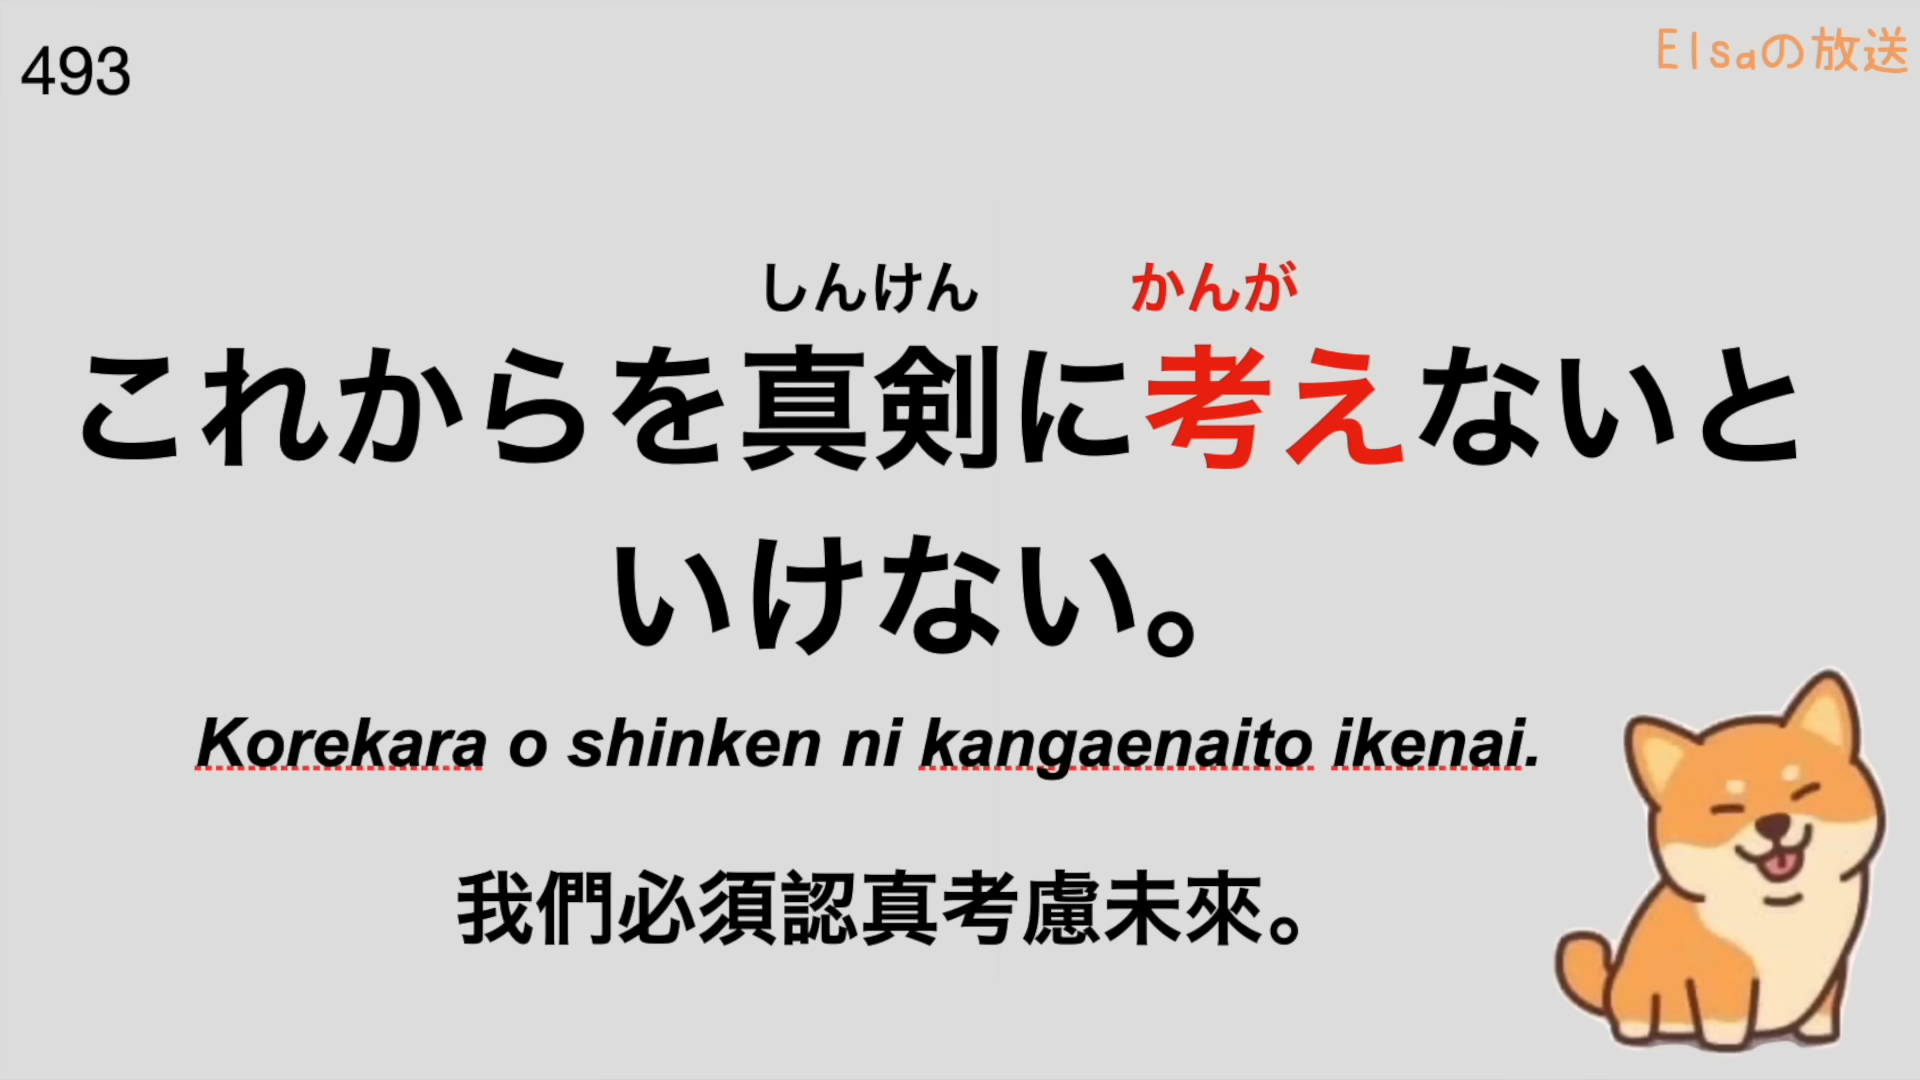 493
Elsaの放送
しんけん かんが
これからを真剣に考えないと
いけない。
Korekara o shinken ni kangaenaito ikenai.
我們必須認真考慮未來。